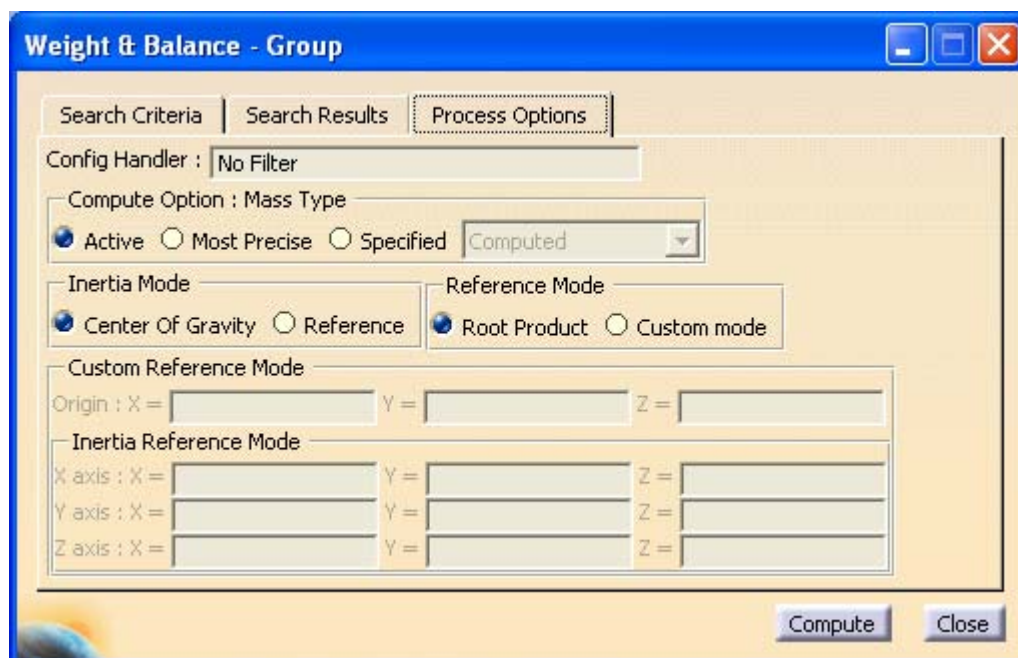 Weight & Balance - Group
Search Criteria Search Results Process Options
Config Handler : No Filter
Compute Option : Mass Type
Active Most Precise Specified Computed
Inertia Mode Reference Mode
Center Of Gravity Reference Root Product Custom mode
Custom Reference Mode
Origin : X = Y = Z =
Inertia Reference Mode
X axis : X = Y = Z =
Y axis : X = Y = Z =
Z axis : X = Y = Z =
Compute Close